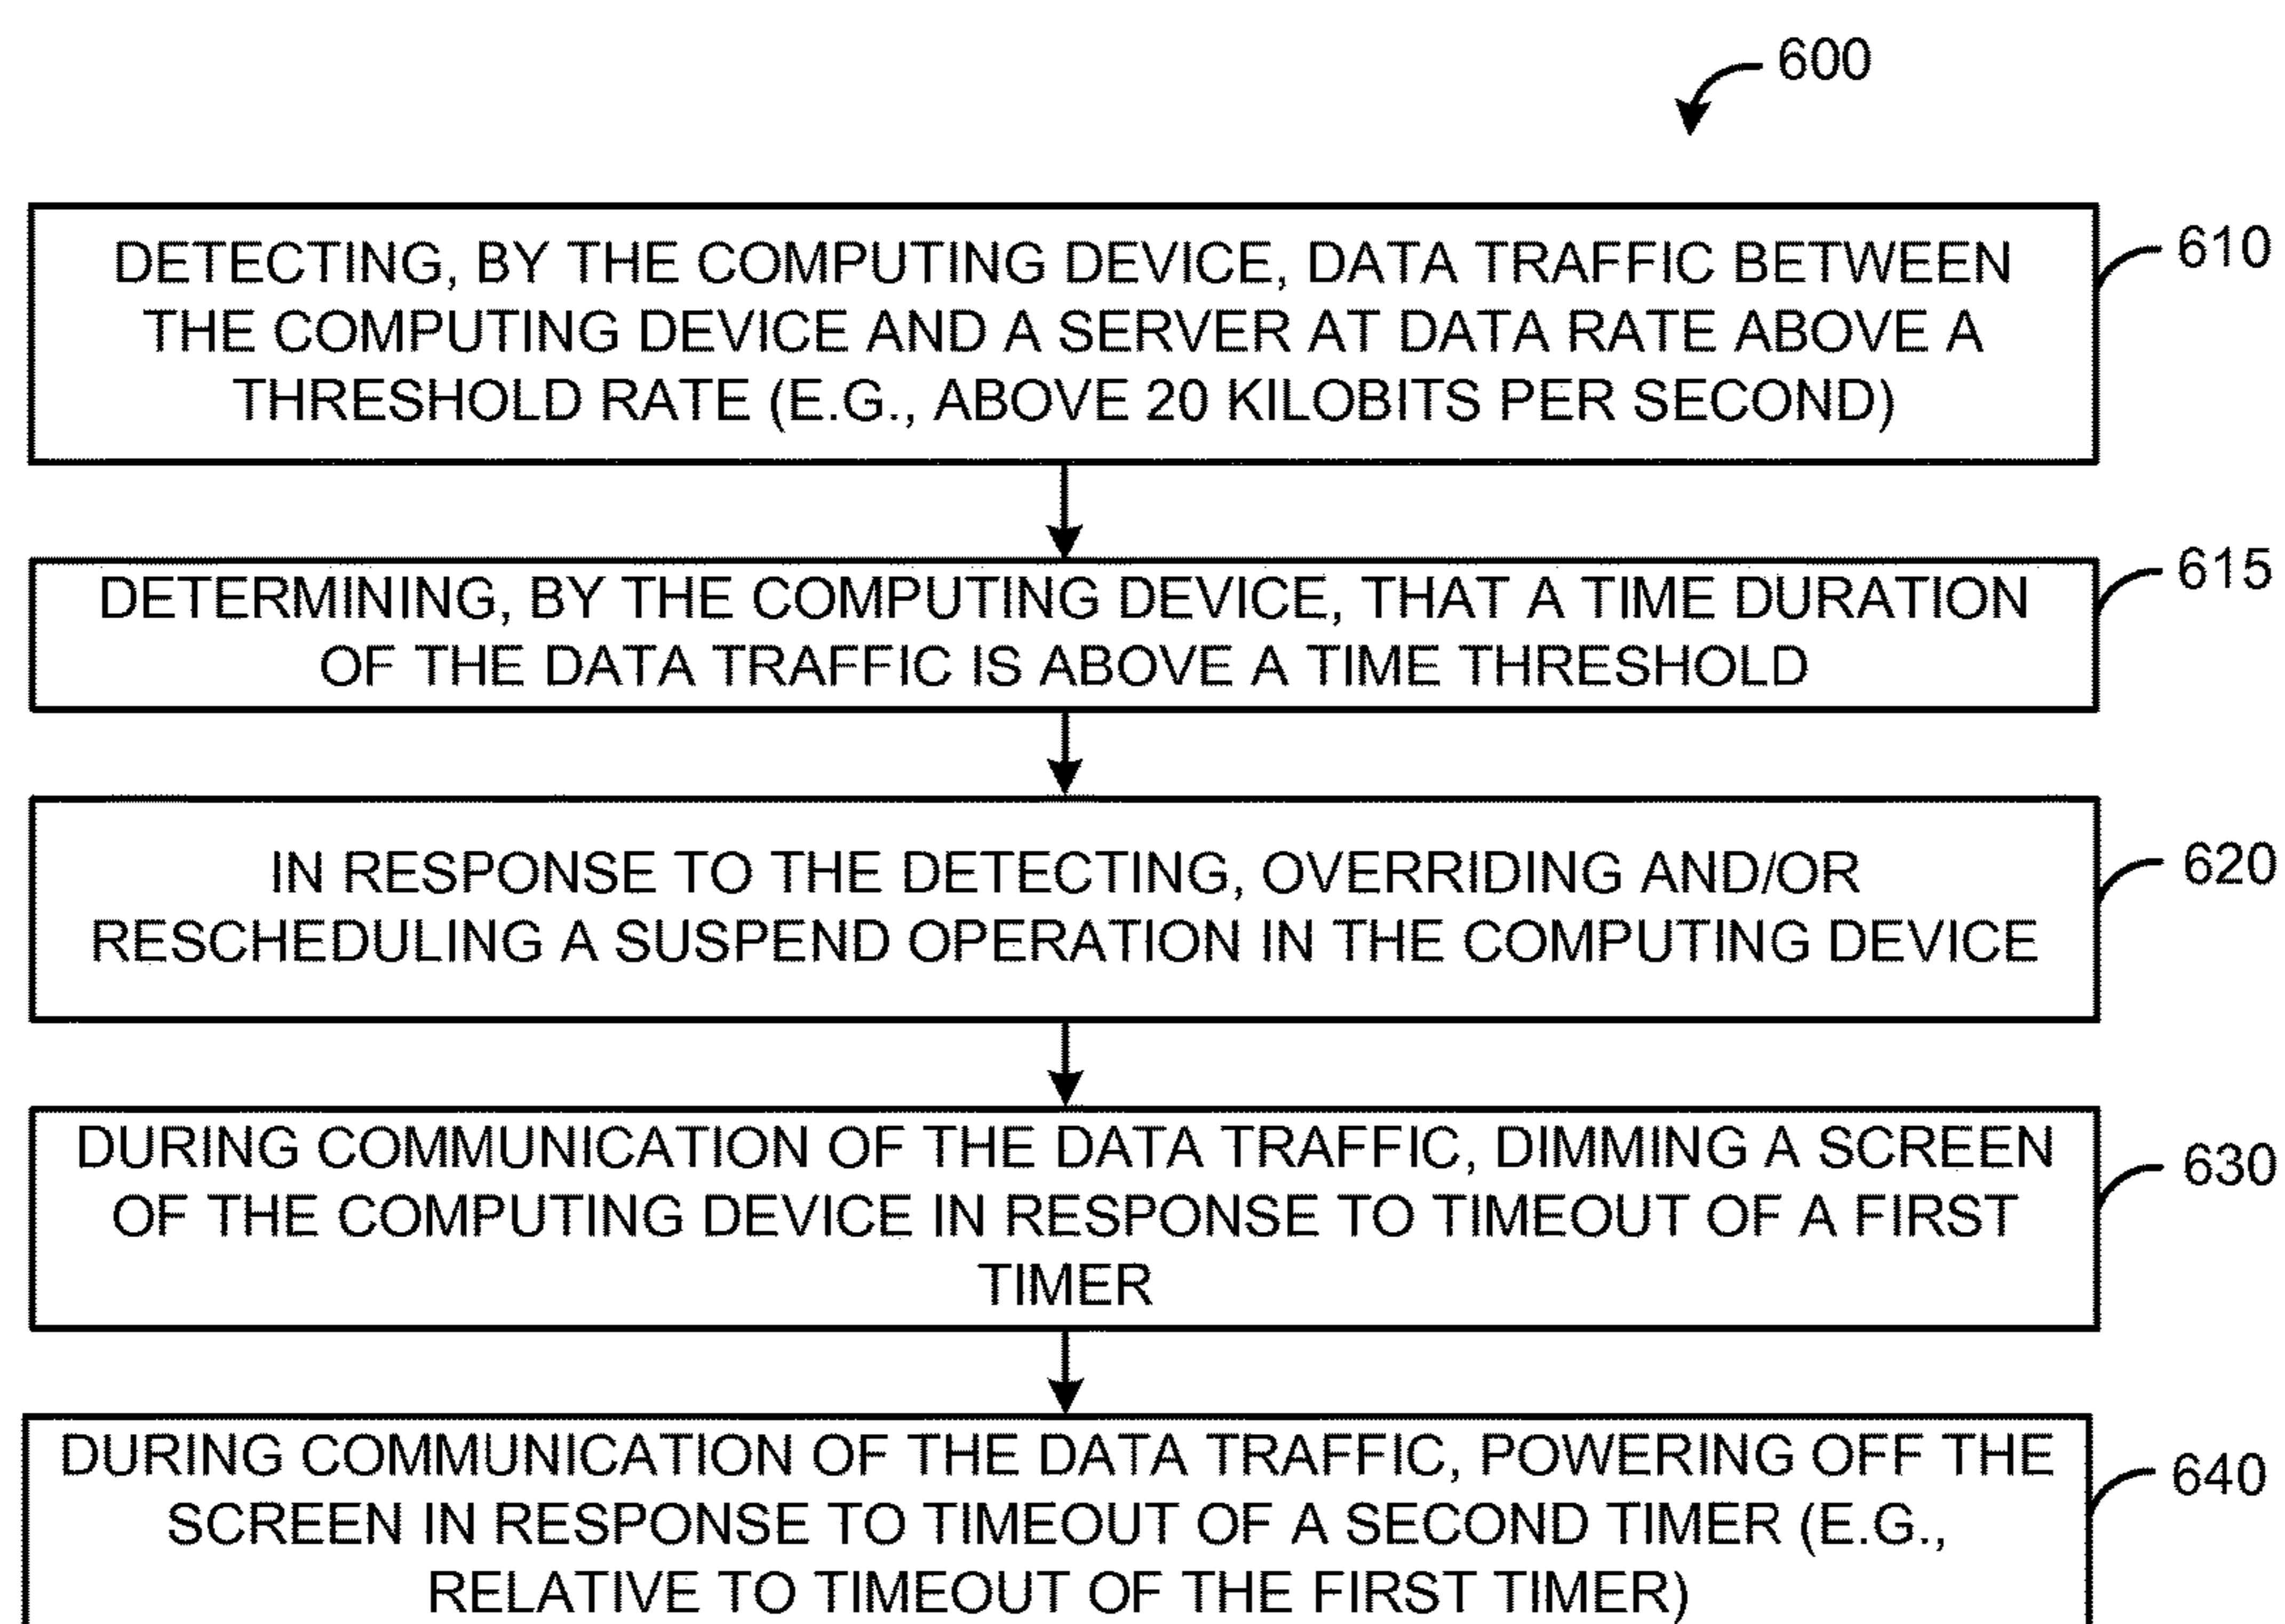 600
DETECTING, BY THE COMPUTING DEVICE, DATA TRAFFIC BETWEEN
THE COMPUTING DEVICE AND A SERVER AT DATA RATE ABOVE A
THRESHOLD RATE (E.G., ABOVE 20 KILOBITS PER SECOND)
610
DETERMINING, BY THE COMPUTING DEVICE, THAT A TIME DURATION
OF THE DATA TRAFFIC IS ABOVE A TIME THRESHOLD
615
IN RESPONSE TO THE DETECTING, OVERRIDING AND/OR
RESCHEDULING A SUSPEND OPERATION IN THE COMPUTING DEVICE
620
DURING COMMUNICATION OF THE DATA TRAFFIC, DIMMING A SCREEN
OF THE COMPUTING DEVICE IN RESPONSE TO TIMEOUT OF A FIRST
TIMER
630
DURING COMMUNICATION OF THE DATA TRAFFIC, POWERING OFF THE
SCREEN IN RESPONSE TO TIMEOUT OF A SECOND TIMER (E.G.,
RELATIVE TO TIMEOUT OF THE FIRST TIMER)
640